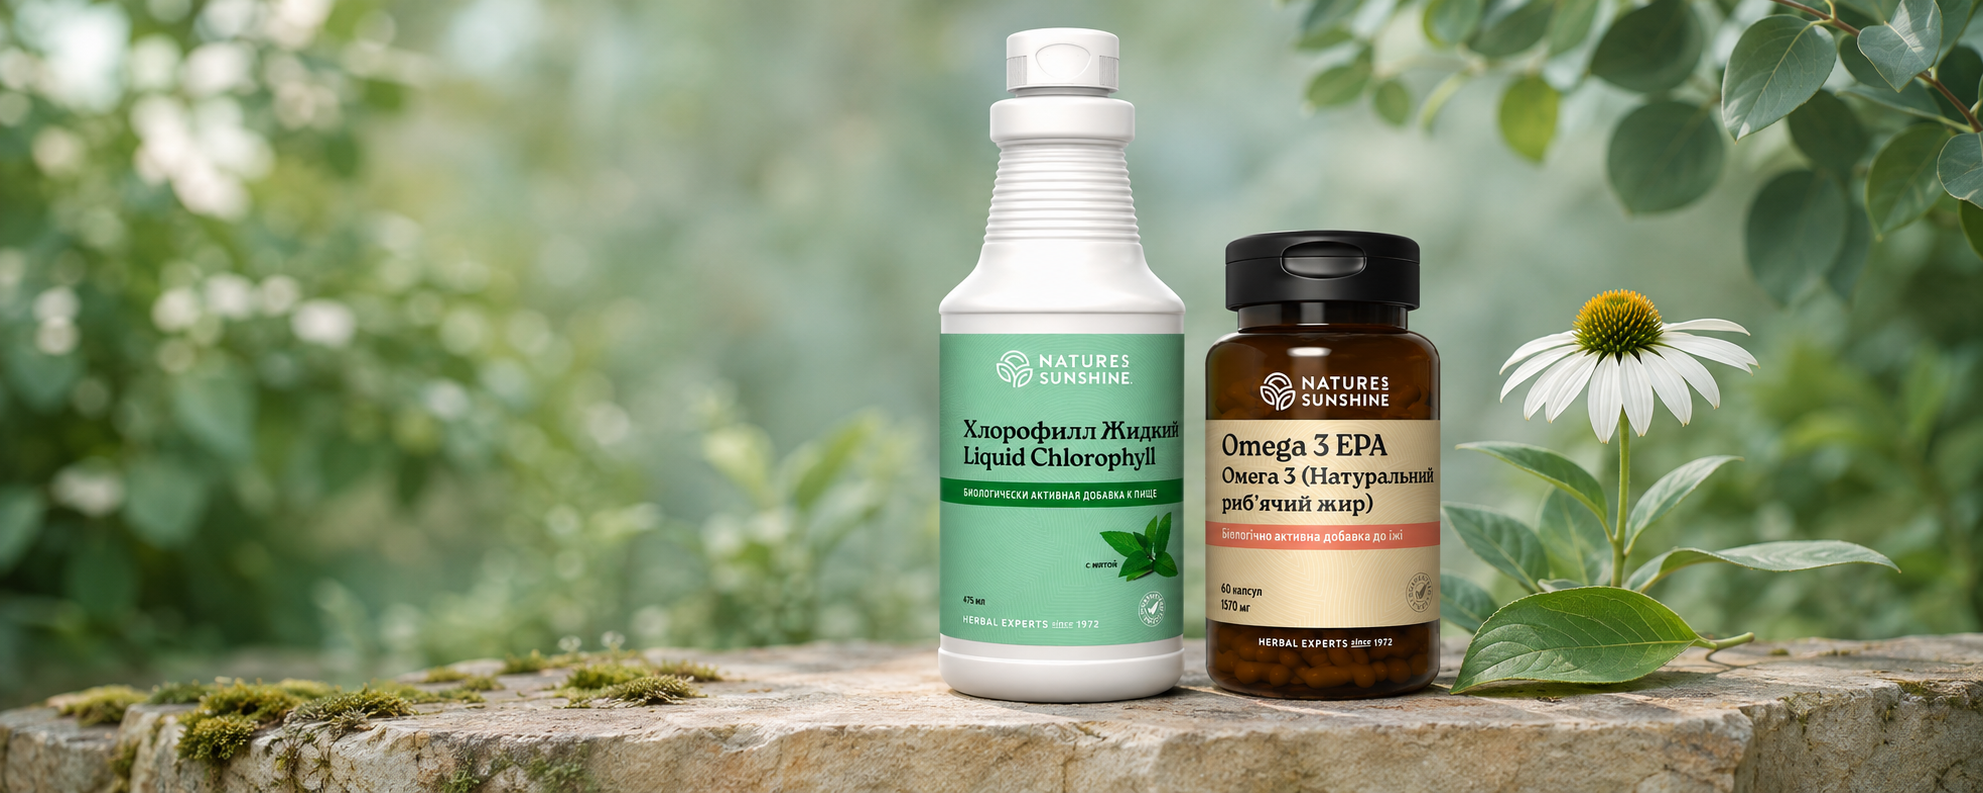 NATURES
SUNSHINE
Хлорофилл Жидкий
Liquid Chlorophyll
БИОЛОГИЧЕСКИ АКТИВНАЯ ДОБАВКА К ПИЩЕ
с мятой
475 мл
HERBAL EXPERTS since 1972
NATURES
SUNSHINE
Omega 3 EPA
Омега 3 (Натуральний
риб'ячий жир)
Біологічно активна добавка до їжі
60 капсул
1570 мг
HERBAL EXPERTS since 1972